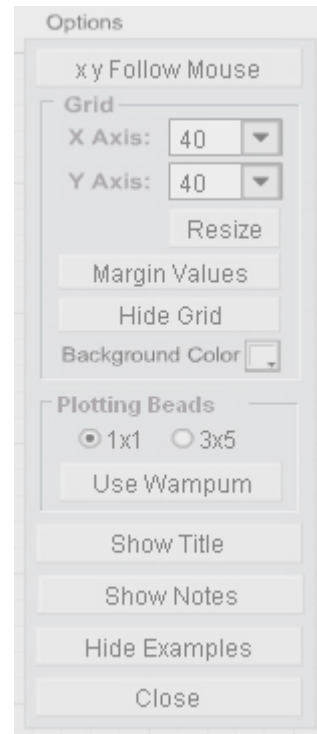 Options
x y Follow Mouse
Grid
X Axis: 40
Y Axis: 40
Resize
Margin Values
Hide Grid
Background Color
Plotting Beads
1x1 3x5
Use Wampum
Show Title
Show Notes
Hide Examples
Close